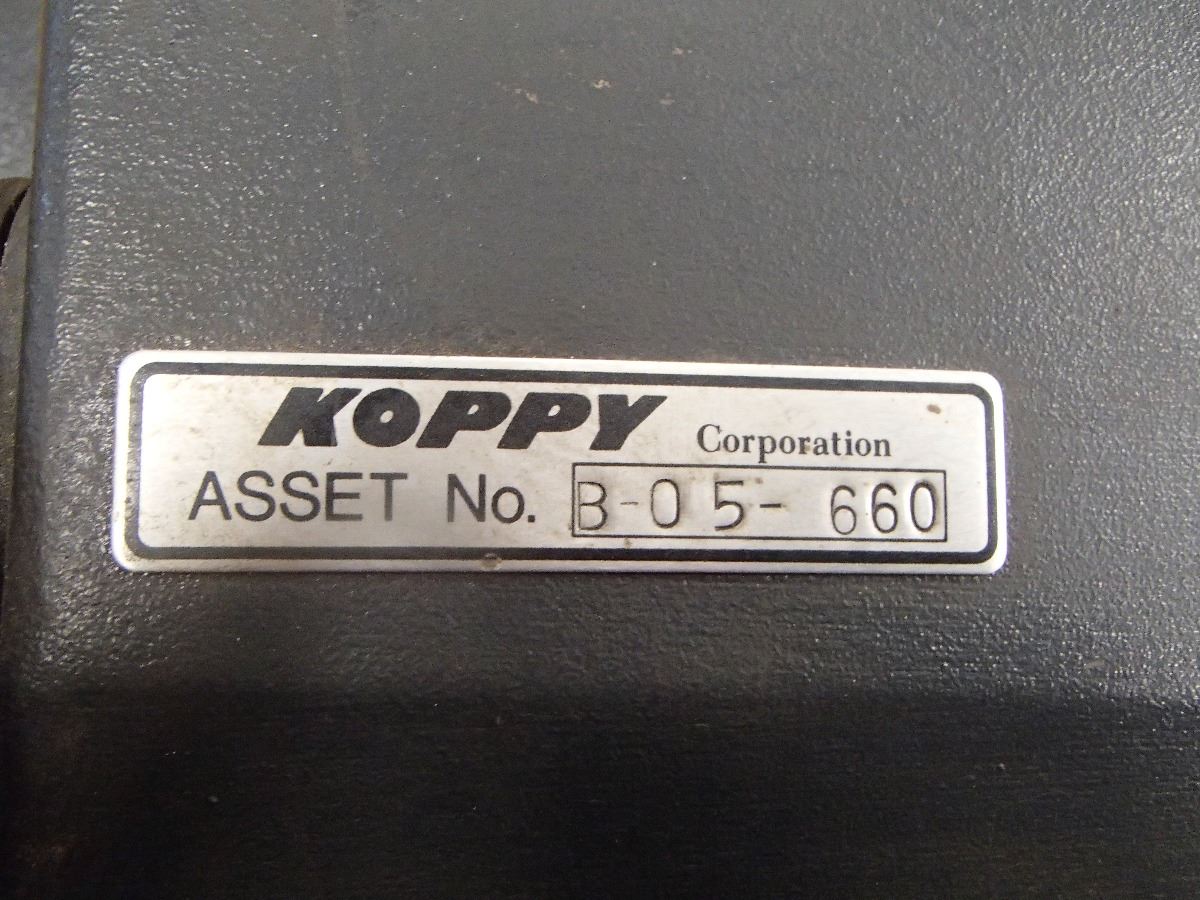 KOPPY Corporation
ASSET No. B-05-660